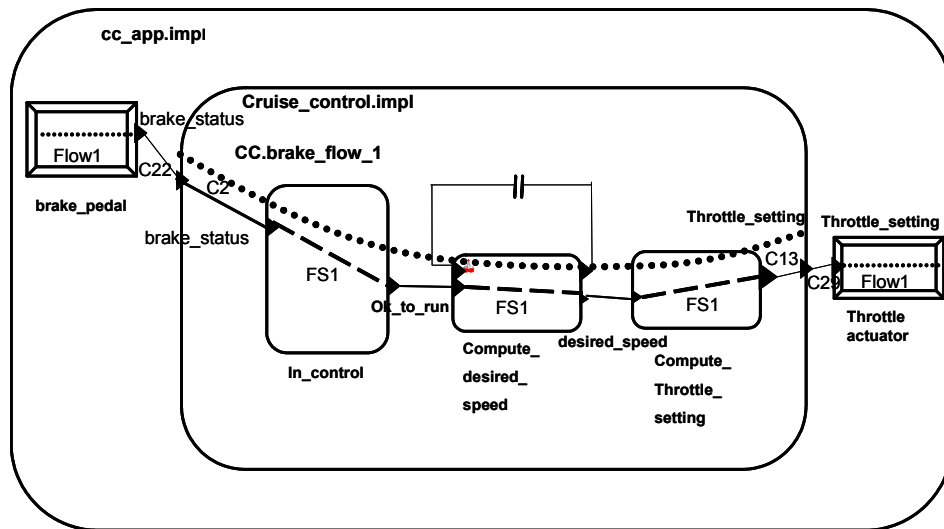 cc_app.impl
Cruise_control.impl
brake_status
CC.brake_flow_1
Flow1
C22
C2
brake_pedal
brake_status
Throttle_setting
Throttle_setting
C13
C29
Flow1
FS1
Ok_to_run
FS1
FS1
desired_speed
Throttle
actuator
In_control
Compute_
desired_
speed
Compute_
Throttle_
setting